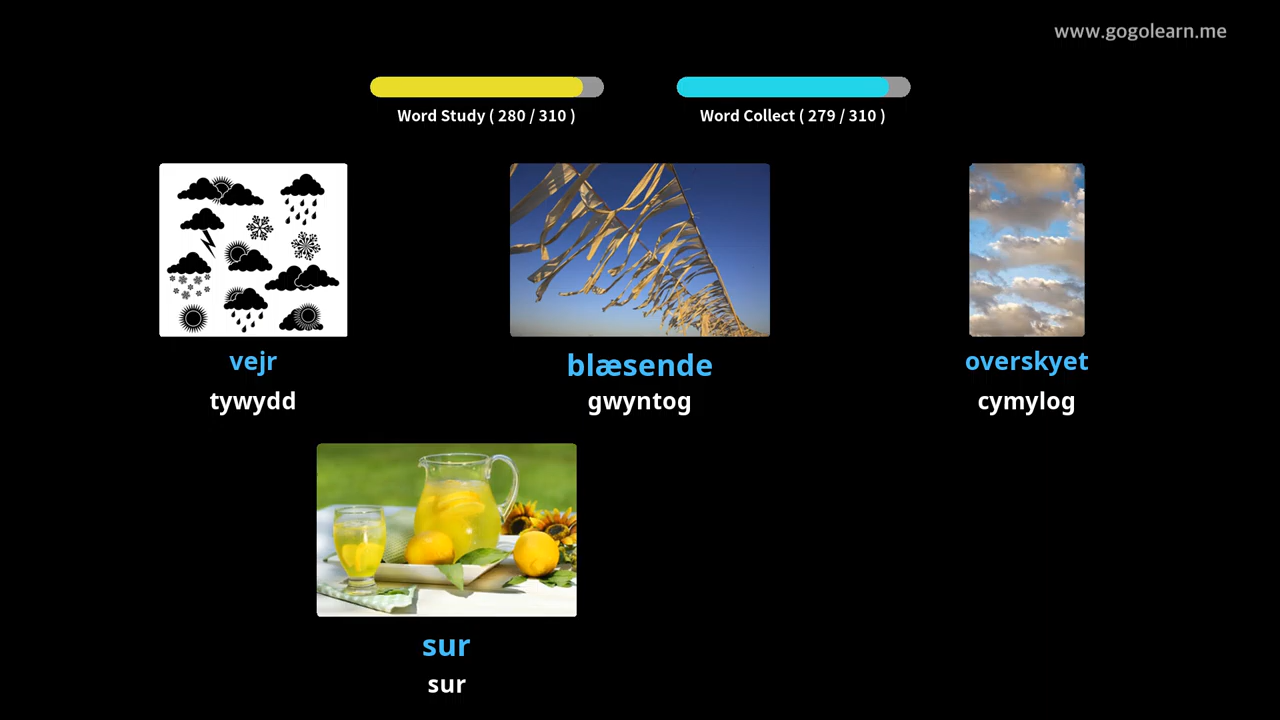 www.gogolearn.me
Word Study ( 280 / 310 )
Word Collect ( 279 / 310 )
vejr
tywydd
blæsende
gwyntog
overskyet
cymylog
sur
sur